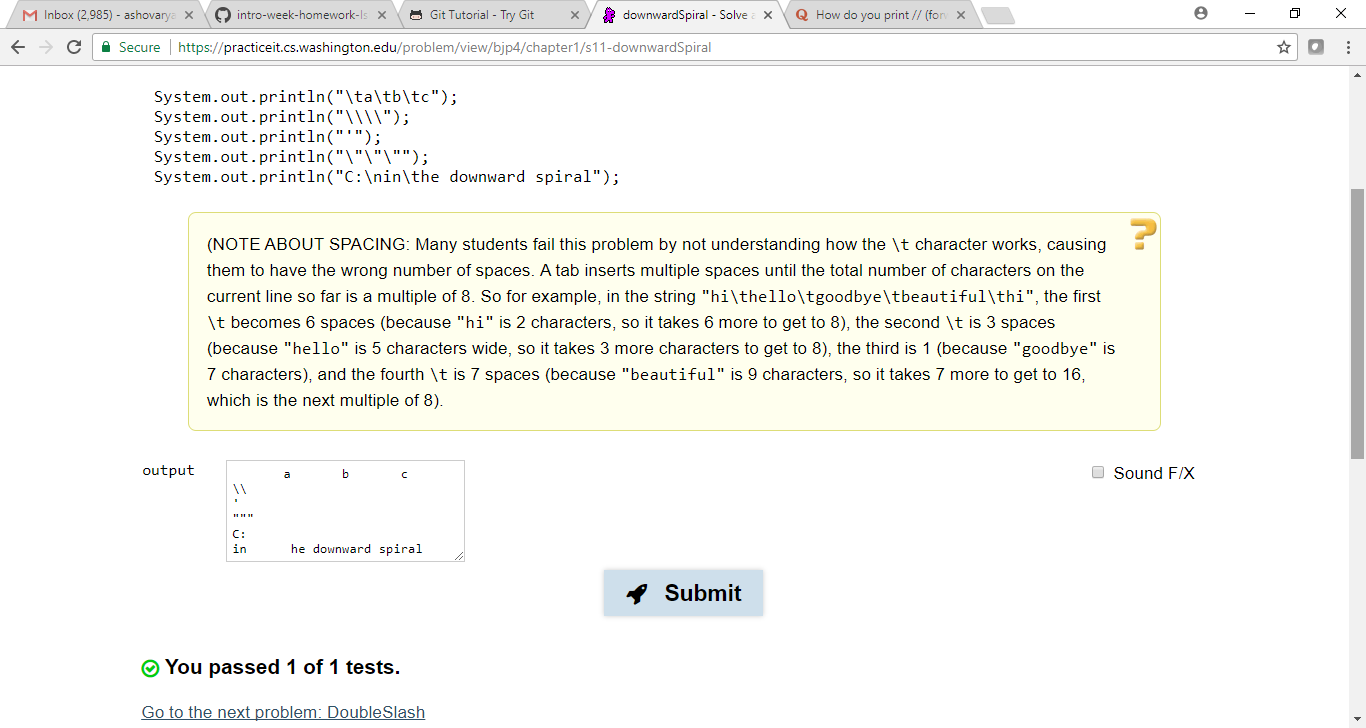 Inbox (2,985) - ashovarya
intro-week-homework-ls
Git Tutorial - Try Git
downwardSpiral - Solve a
Q How do you print // (for
Secure https://practiceit.cs.washington.edu/problem/view/bjp4/chapter1/s11-downwardSpiral
System.out.println("\ta\tb\tc");
System.out.println("\\\\");
System.out.println("'");
System.out.println("\"\"\"");
System.out.println("C:\nin\the downward spiral");
(NOTE ABOUT SPACING: Many students fail this problem by not understanding how the \t character works, causing
them to have the wrong number of spaces. A tab inserts multiple spaces until the total number of characters on the
current line so far is a multiple of 8. So for example, in the string "hi\thello\tgoodbye\tbeautiful\thi", the first
\t becomes 6 spaces (because "hi" is 2 characters, so it takes 6 more to get to 8), the second \t is 3 spaces
(because "hello" is 5 characters wide, so it takes 3 more characters to get to 8), the third is 1 (because "goodbye" is
7 characters), and the fourth \t is 7 spaces (because "beautiful" is 9 characters, so it takes 7 more to get to 16,
which is the next multiple of 8).
?
output
        a       b       c
\\
'
"""
C:
in      he downward spiral
Sound F/X
Submit
You passed 1 of 1 tests.
Go to the next problem: DoubleSlash